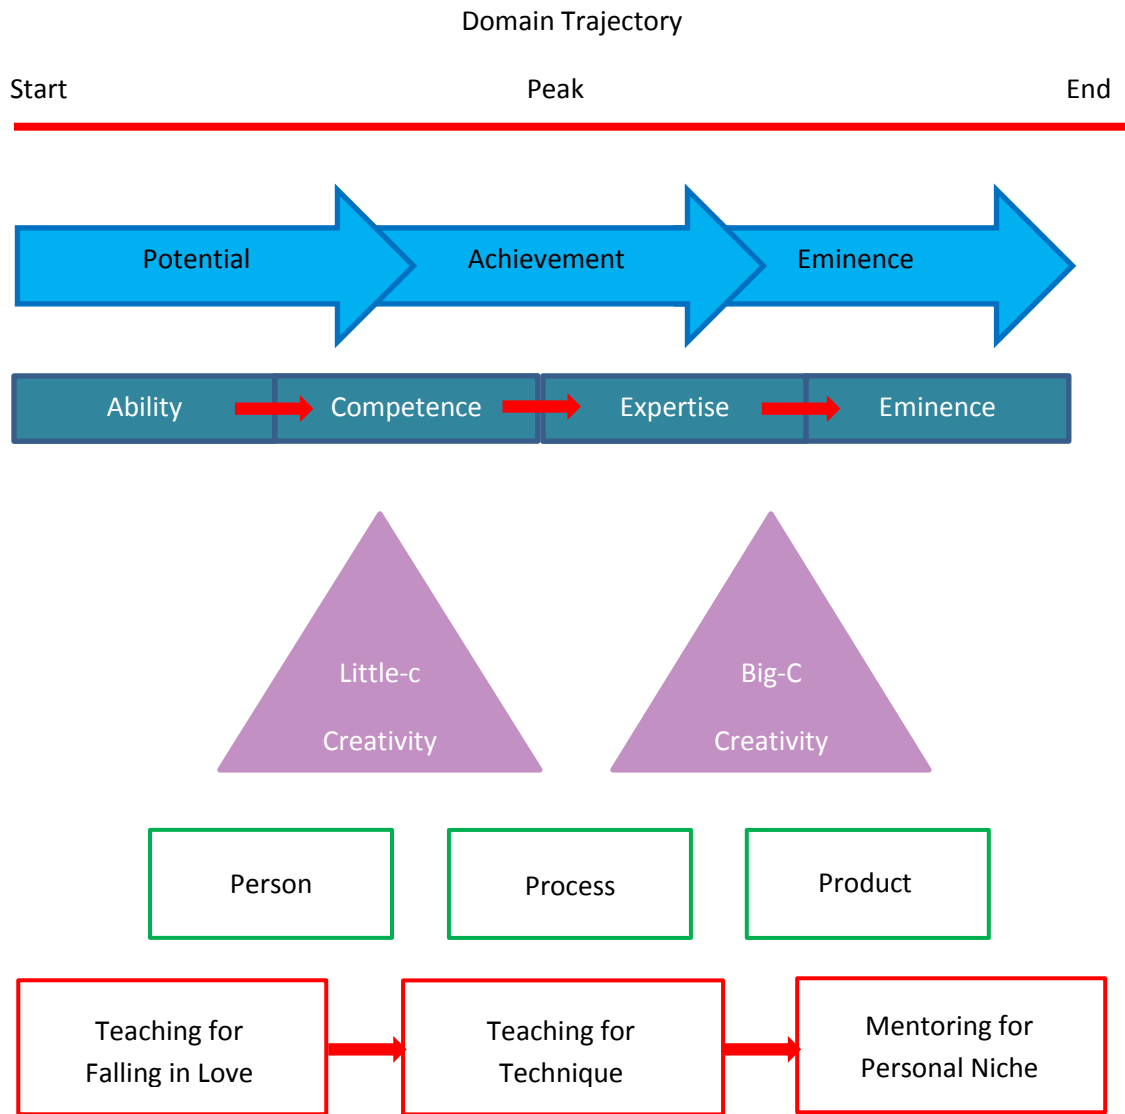 Domain Trajectory
Start Peak End
Potential Achievement Eminence
Ability Competence Expertise Eminence
Little-c
Creativity
Big-C
Creativity
Person Process Product
Teaching for
Falling in Love
Teaching for
Technique
Mentoring for
Personal Niche